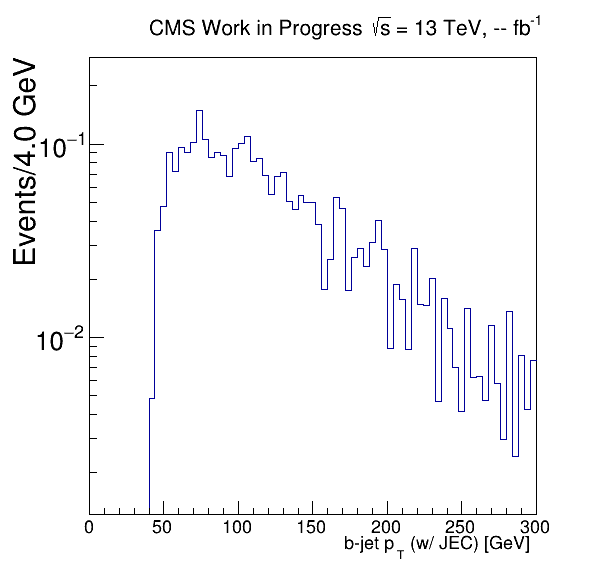 CMS Work in Progress √s = 13 TeV, -- fb⁻¹
Events/4.0 GeV
10⁻¹
10⁻²
0 50 100 150 200 250 300
b-jet p_T (w/ JEC) [GeV]